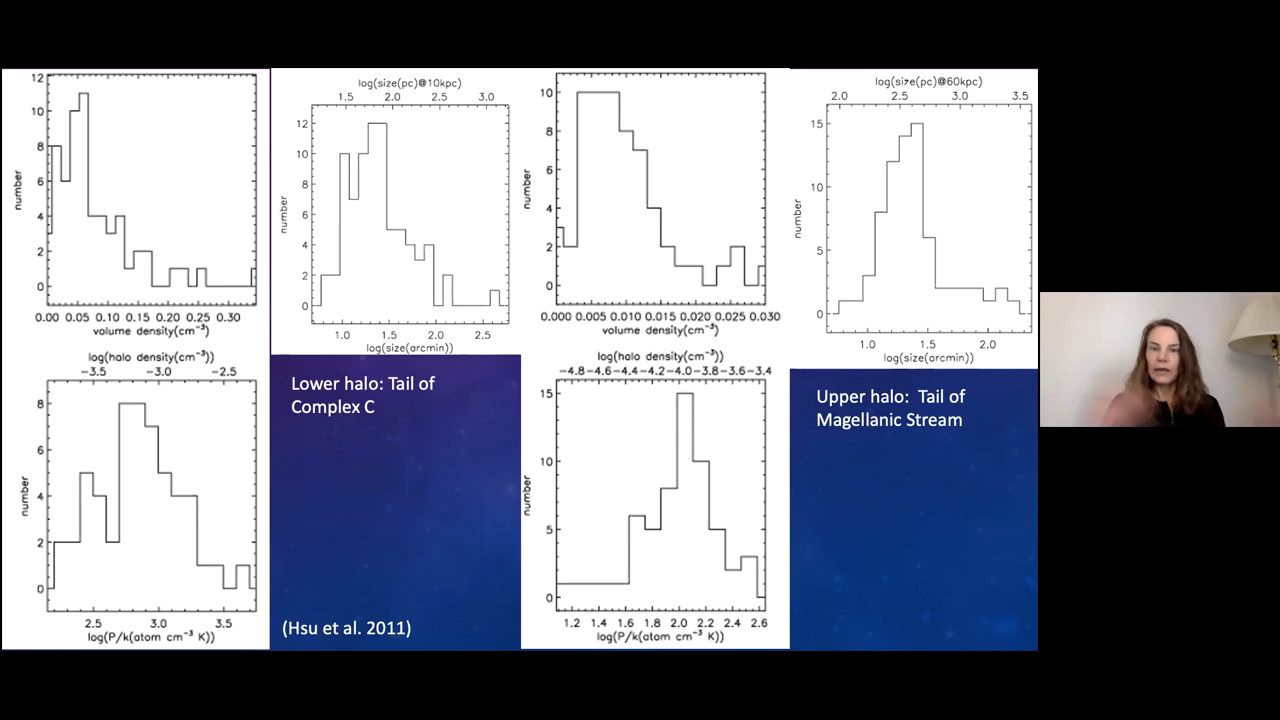 12
10
8
6
4
2
0
number
0.00 0.05 0.10 0.15 0.20 0.25 0.30
volume density(cm⁻³)
log(size(pc)@10kpc)
1.5 2.0 2.5 3.0
12
10
8
6
4
2
0
number
1.0 1.5 2.0 2.5
log(size(arcmin))
10
8
6
4
2
0
number
0.000 0.005 0.010 0.015 0.020 0.025 0.030
volume density(cm⁻³)
log(size(pc)@60kpc)
2.0 2.5 3.0 3.5
15
10
5
0
number
1.0 1.5 2.0
log(size(arcmin))
log(halo density(cm⁻³))
−3.5 −3.0 −2.5
8
6
4
2
0
number
2.5 3.0 3.5
log(P/k(atom cm⁻³ K))
Lower halo: Tail of
Complex C
(Hsu et al. 2011)
log(halo density(cm⁻³))
−4.8 −4.6 −4.4 −4.2 −4.0 −3.8 −3.6 −3.4
15
10
5
0
number
1.2 1.4 1.6 1.8 2.0 2.2 2.4 2.6
log(P/k(atom cm⁻³ K))
Upper halo: Tail of
Magellanic Stream